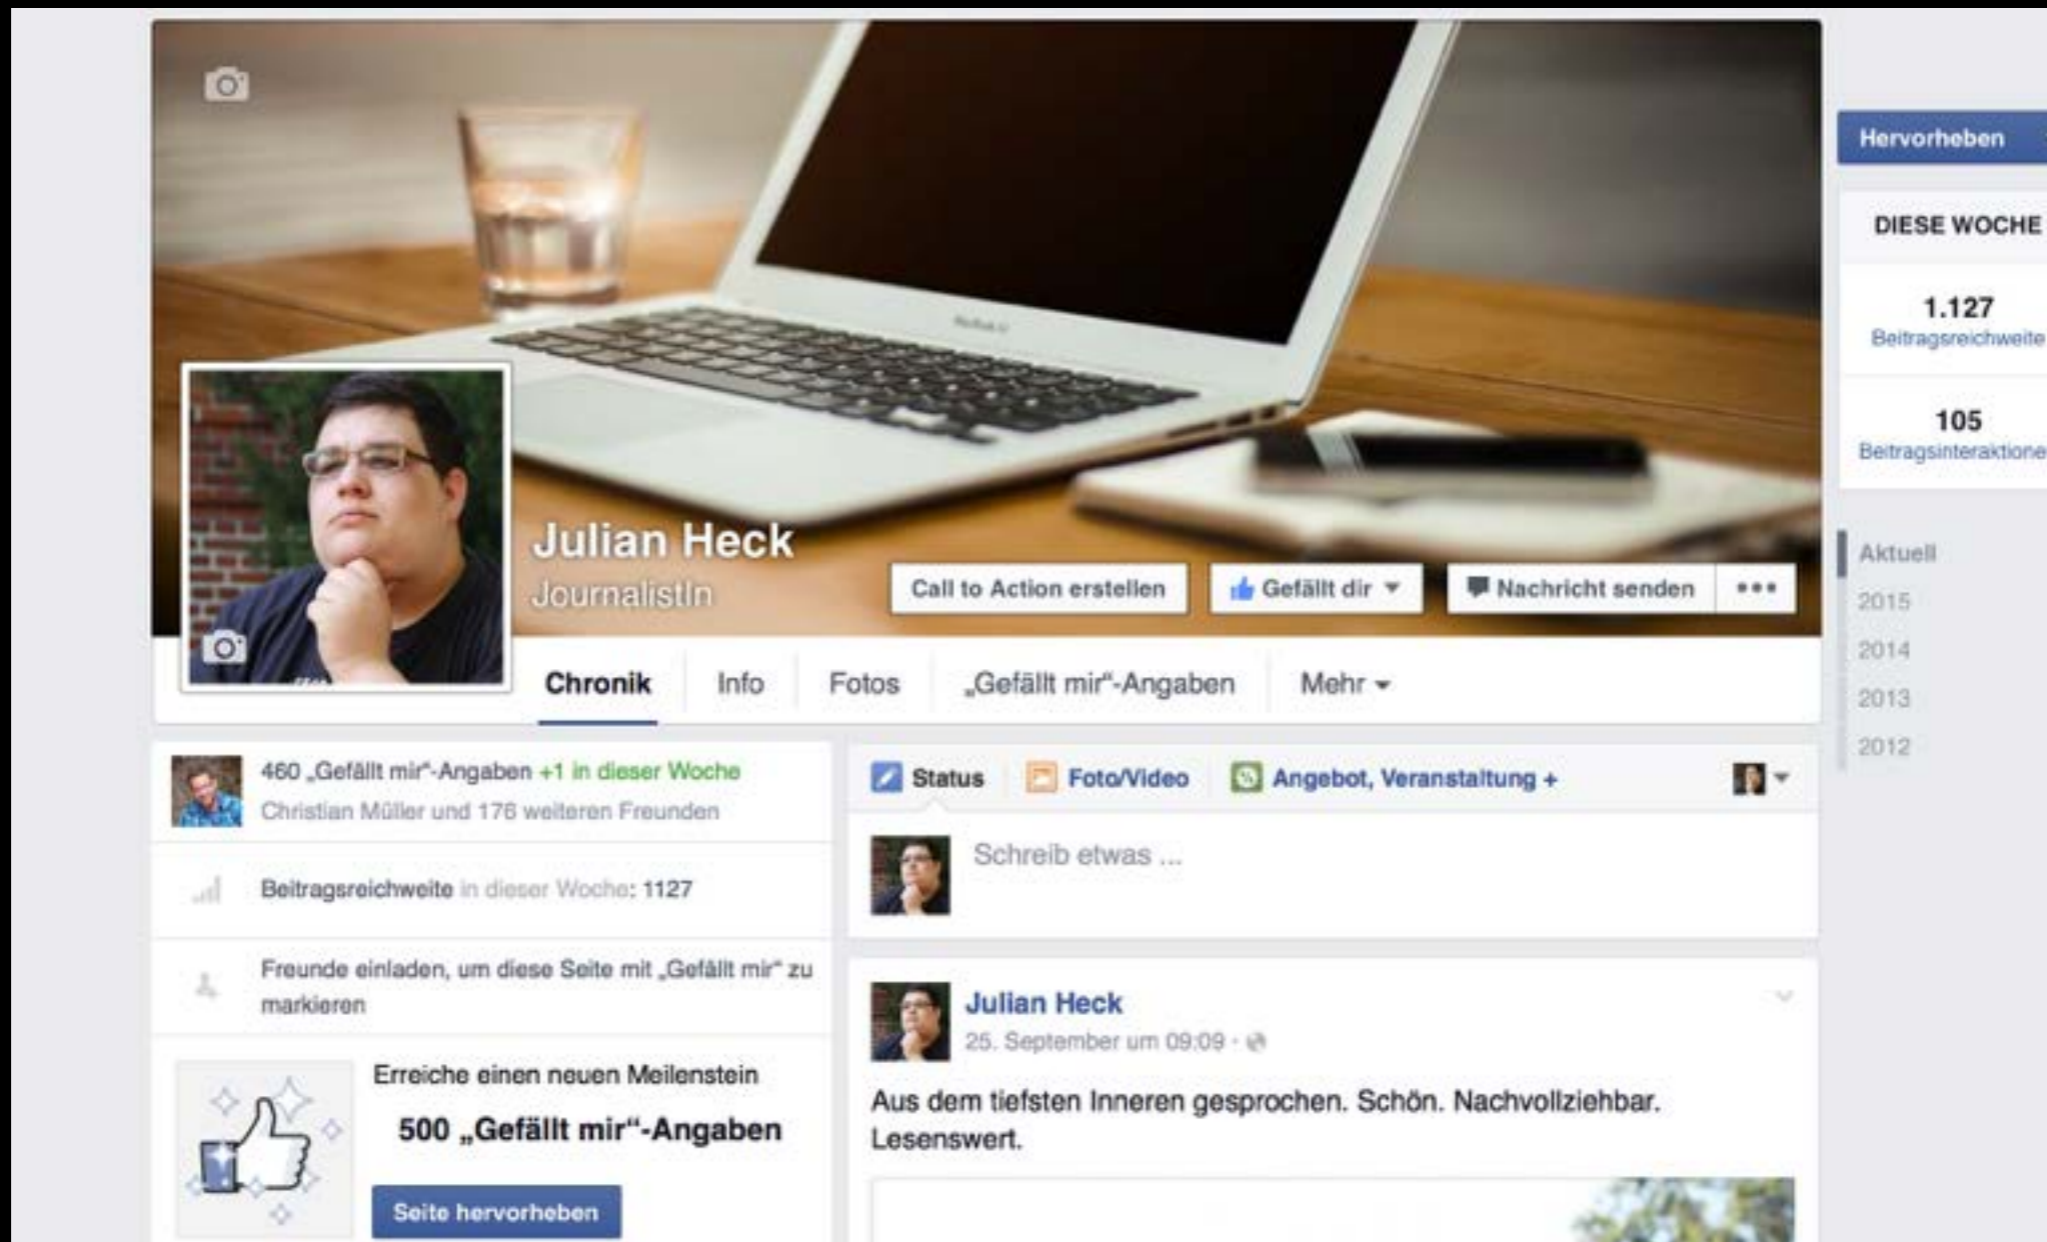 Hervorheben
DIESE WOCHE
1.127
Beitragsreichweite
105
Beitragsinteraktione
Aktuell
2015
2014
2013
2012
Julian Heck
JournalistIn
Call to Action erstellen
Gefällt dir
Nachricht senden
Chronik
Info
Fotos
„Gefällt mir“-Angaben
Mehr
460 „Gefällt mir“-Angaben +1 in dieser Woche
Christian Müller und 176 weiteren Freunden
Beitragsreichweite in dieser Woche: 1127
Freunde einladen, um diese Seite mit „Gefällt mir“ zu
markieren
Erreiche einen neuen Meilenstein
500 „Gefällt mir“-Angaben
Seite hervorheben
Status
Foto/Video
Angebot, Veranstaltung +
Schreib etwas ...
Julian Heck
25. September um 09:09 ·
Aus dem tiefsten Inneren gesprochen. Schön. Nachvollziehbar.
Lesenswert.